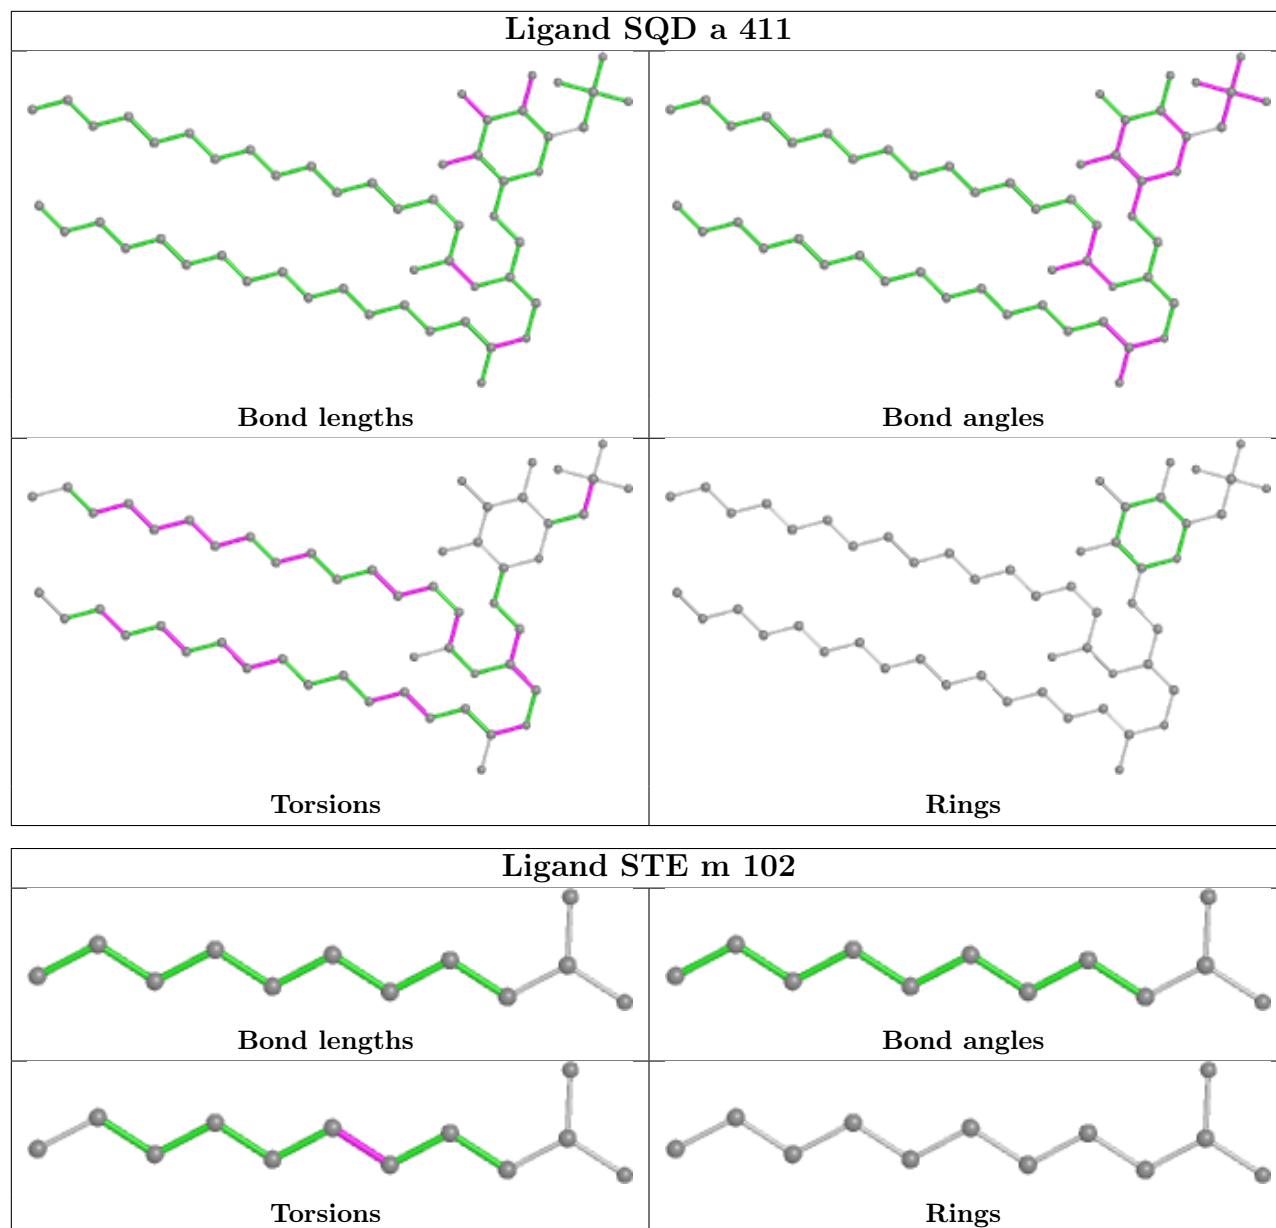 Ligand SQD a 411
Bond lengths
Bond angles
Torsions
Rings
Ligand STE m 102
Bond lengths
Bond angles
Torsions
Rings